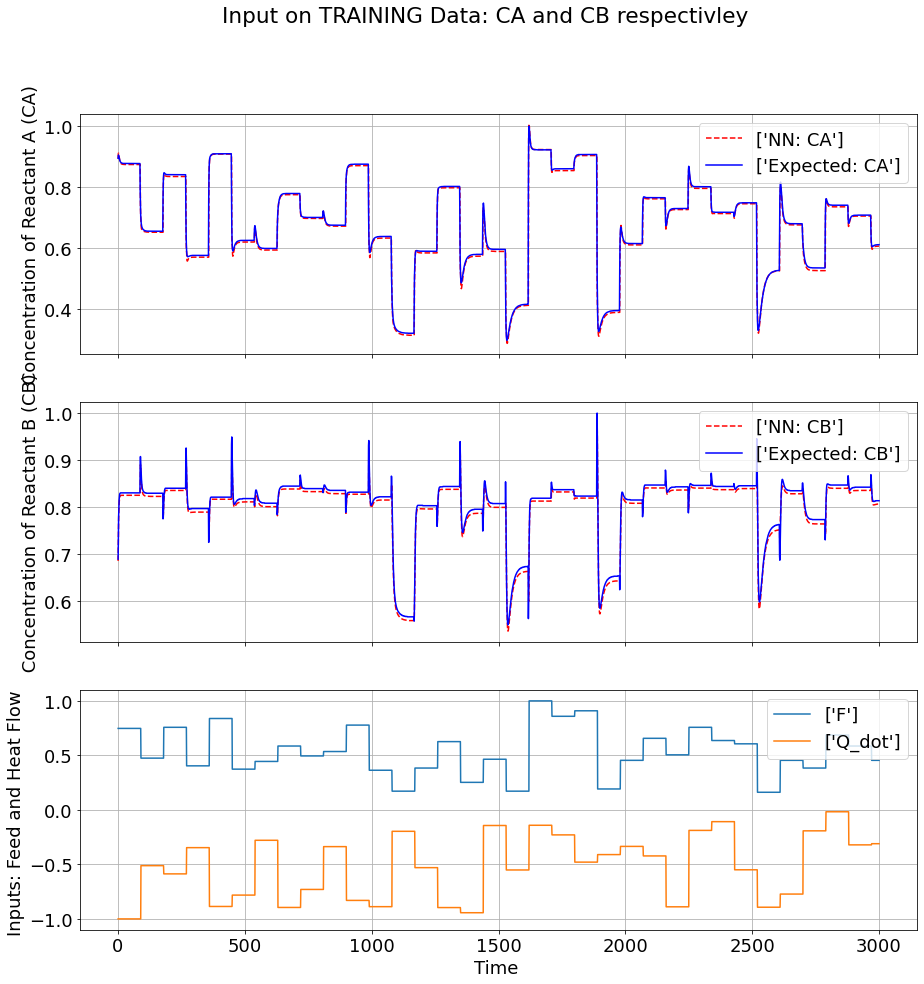 Input on TRAINING Data: CA and CB respectivley
Concentration of Reactant A (CA)
1.0
0.8
0.6
0.4
['NN: CA']
['Expected: CA']
Concentration of Reactant B (CB)
1.0
0.9
0.8
0.7
0.6
['NN: CB']
['Expected: CB']
Inputs: Feed and Heat Flow
1.0
0.5
0.0
−0.5
−1.0
['F']
['Q_dot']
0 500 1000 1500 2000 2500 3000
Time